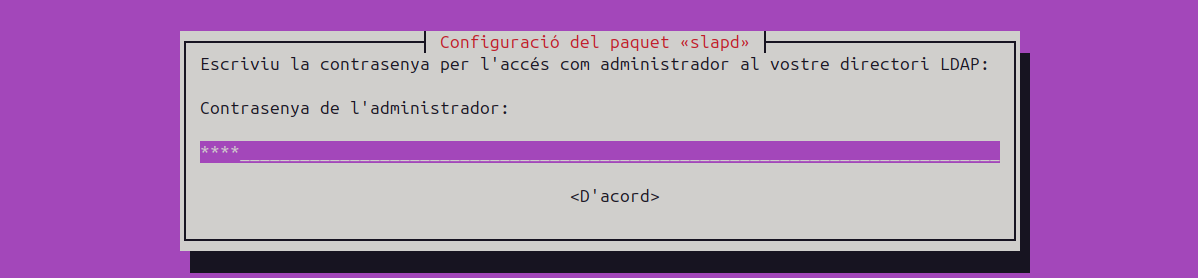 Configuració del paquet «slapd»
Escriviu la contrasenya per l'accés com administrador al vostre directori LDAP:
Contrasenya de l'administrador:
****________________________________________________________________________
<D'acord>